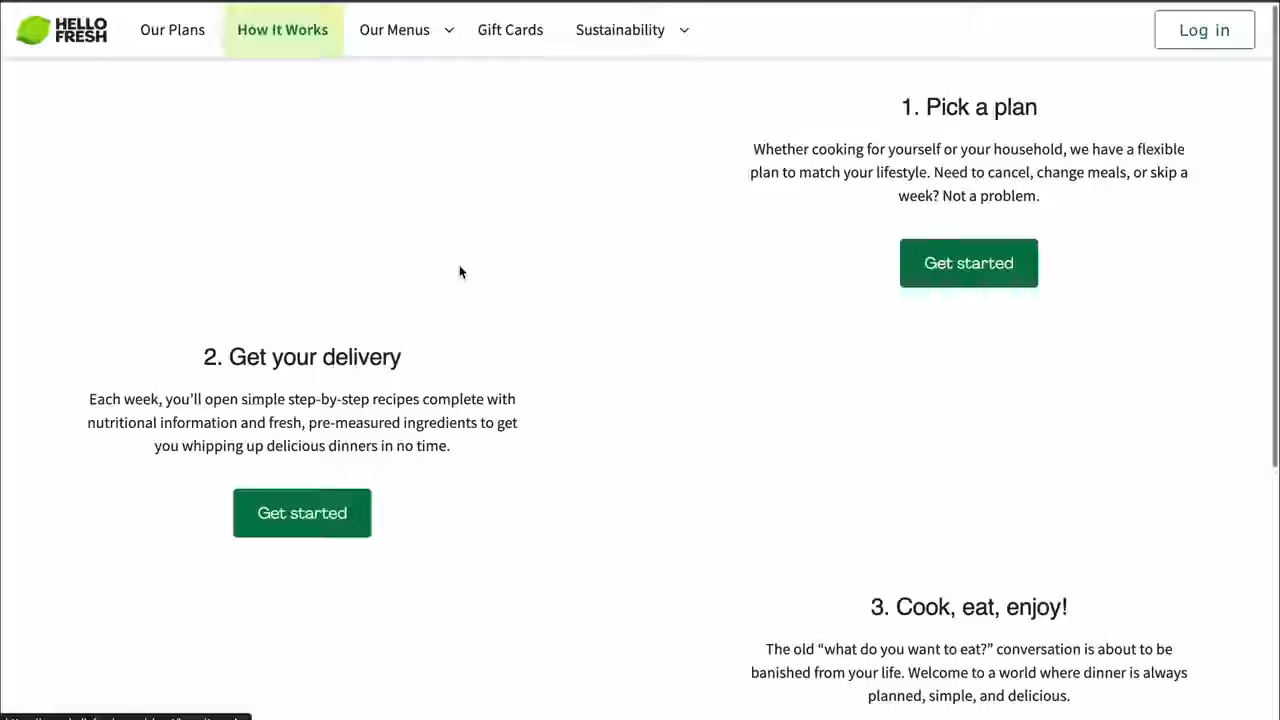 HELLO
FRESH
Our Plans
How It Works
Our Menus
Gift Cards
Sustainability
Log in
1. Pick a plan
Whether cooking for yourself or your household, we have a flexible
plan to match your lifestyle. Need to cancel, change meals, or skip a
week? Not a problem.
Get started
2. Get your delivery
Each week, you’ll open simple step-by-step recipes complete with
nutritional information and fresh, pre-measured ingredients to get
you whipping up delicious dinners in no time.
Get started
3. Cook, eat, enjoy!
The old “what do you want to eat?” conversation is about to be
banished from your life. Welcome to a world where dinner is always
planned, simple, and delicious.